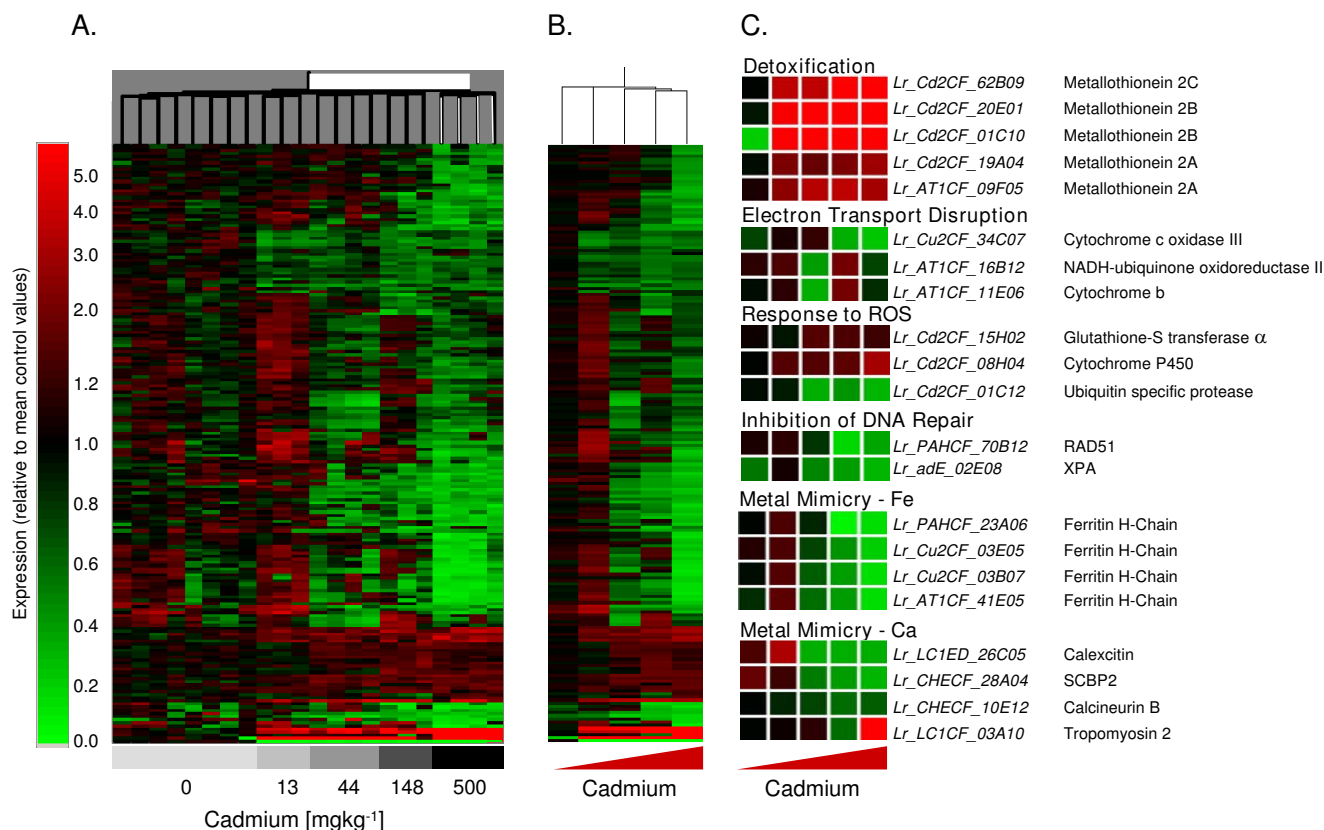 A.
B.
C.
Expression (relative to mean control values)
5.0
4.0
3.0
2.0
1.2
1.0
0.8
0.6
0.4
0.2
0.0
0
13
44
148
500
Cadmium [mgkg-1]
Cadmium
Detoxification
Lr_Cd2CF_62B09 Metallothionein 2C
Lr_Cd2CF_20E01 Metallothionein 2B
Lr_Cd2CF_01C10 Metallothionein 2B
Lr_Cd2CF_19A04 Metallothionein 2A
Lr_AT1CF_09F05 Metallothionein 2A
Electron Transport Disruption
Lr_Cu2CF_34C07 Cytochrome c oxidase III
Lr_AT1CF_16B12 NADH-ubiquinone oxidoreductase II
Lr_AT1CF_11E06 Cytochrome b
Response to ROS
Lr_Cd2CF_15H02 Glutathione-S transferase α
Lr_Cd2CF_08H04 Cytochrome P450
Lr_Cd2CF_01C12 Ubiquitin specific protease
Inhibition of DNA Repair
Lr_PAHCF_70B12 RAD51
Lr_adE_02E08 XPA
Metal Mimicry - Fe
Lr_PAHCF_23A06 Ferritin H-Chain
Lr_Cu2CF_03E05 Ferritin H-Chain
Lr_Cu2CF_03B07 Ferritin H-Chain
Lr_AT1CF_41E05 Ferritin H-Chain
Metal Mimicry - Ca
Lr_LC1ED_26C05 Calexcitin
Lr_CHECF_28A04 SCBP2
Lr_CHECF_10E12 Calcineurin B
Lr_LC1CF_03A10 Tropomyosin 2
Cadmium